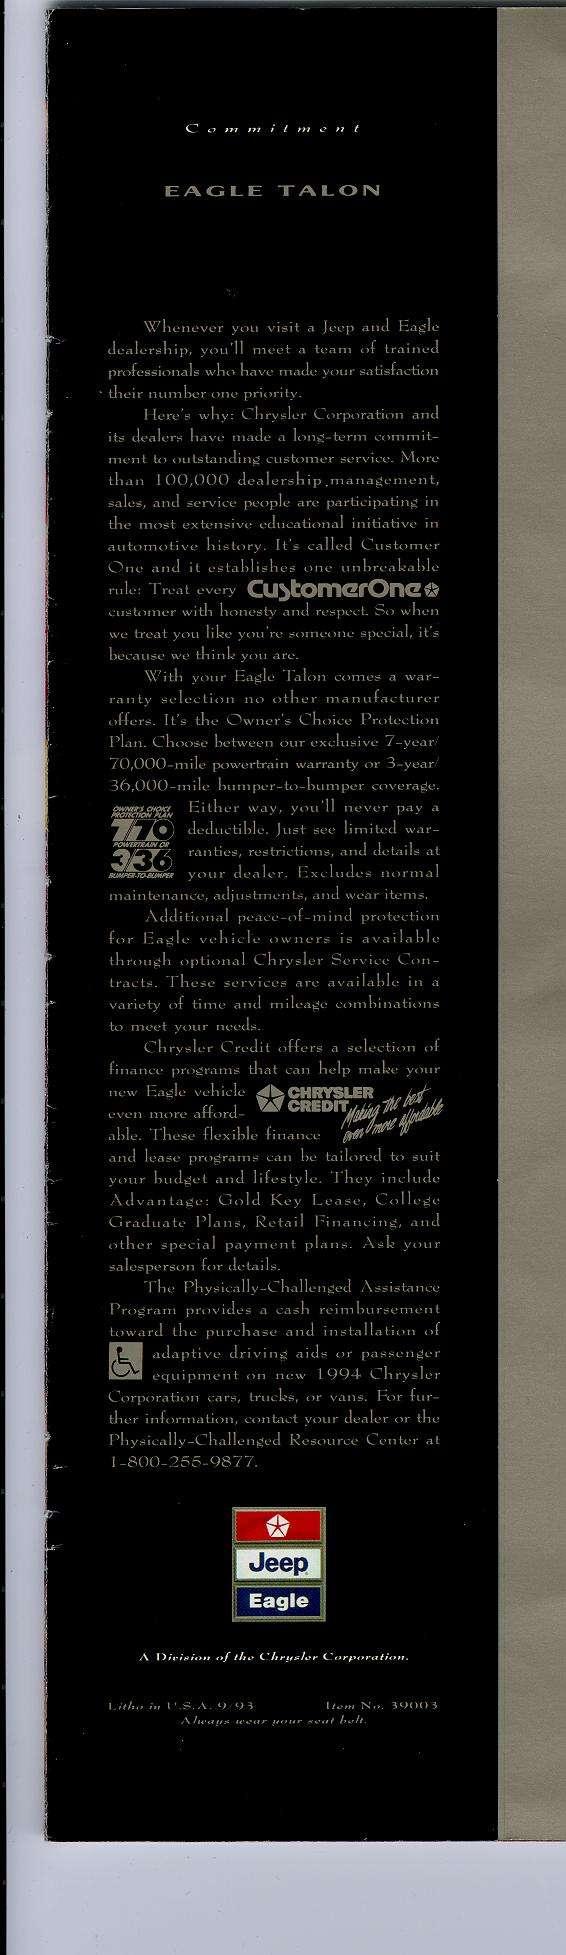 Commitment
EAGLE TALON
Whenever you visit a Jeep and Eagle
dealership, you'll meet a team of trained
professionals who have made your satisfaction
their number one priority.
Here's why: Chrysler Corporation and
its dealers have made a long-term commit-
ment to outstanding customer service. More
than 100,000 dealership management,
sales, and service people are participating in
the most extensive educational initiative in
automotive history. It's called Customer
One and it establishes one unbreakable
rule: Treat every CustomerOne
customer with honesty and respect. So when
we treat you like you're someone special, it's
because we think you are.
With your Eagle Talon comes a war-
ranty selection no other manufacturer
offers. It's the Owner's Choice Protection
Plan. Choose between our exclusive 7-year/
70,000-mile powertrain warranty or 3-year/
36,000-mile bumper-to-bumper coverage.
OWNER'S CHOICE
PROTECTION PLAN
7/70
POWERTRAIN OR
3/36
BUMPER-TO-BUMPER
Either way, you'll never pay a
deductible. Just see limited war-
ranties, restrictions, and details at
your dealer. Excludes normal
maintenance, adjustments, and wear items.
Additional peace-of-mind protection
for Eagle vehicle owners is available
through optional Chrysler Service Con-
tracts. These services are available in a
variety of time and mileage combinations
to meet your needs.
Chrysler Credit offers a selection of
finance programs that can help make your
new Eagle vehicle
even more afford-
CHRYSLER
CREDIT
Making the best
even more affordable
able. These flexible finance
and lease programs can be tailored to suit
your budget and lifestyle. They include
Advantage: Gold Key Lease, College
Graduate Plans, Retail Financing, and
other special payment plans. Ask your
salesperson for details.
The Physically-Challenged Assistance
Program provides a cash reimbursement
toward the purchase and installation of
adaptive driving aids or passenger
equipment on new 1994 Chrysler
Corporation cars, trucks, or vans. For fur-
ther information, contact your dealer or the
Physically-Challenged Resource Center at
1-800-255-9877.
Jeep
Eagle
A Division of the Chrysler Corporation.
Litho in U.S.A. 9/93 Item No. 39003
Always wear your seat belt.